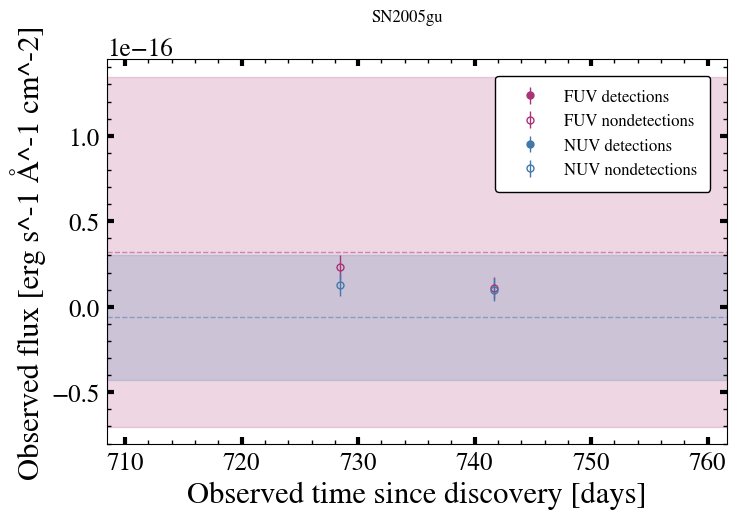 SN2005gu
1e−16
Observed flux [erg s^-1 Å^-1 cm^-2]
1.0
0.5
0.0
−0.5
FUV detections
FUV nondetections
NUV detections
NUV nondetections
710 720 730 740 750 760
Observed time since discovery [days]